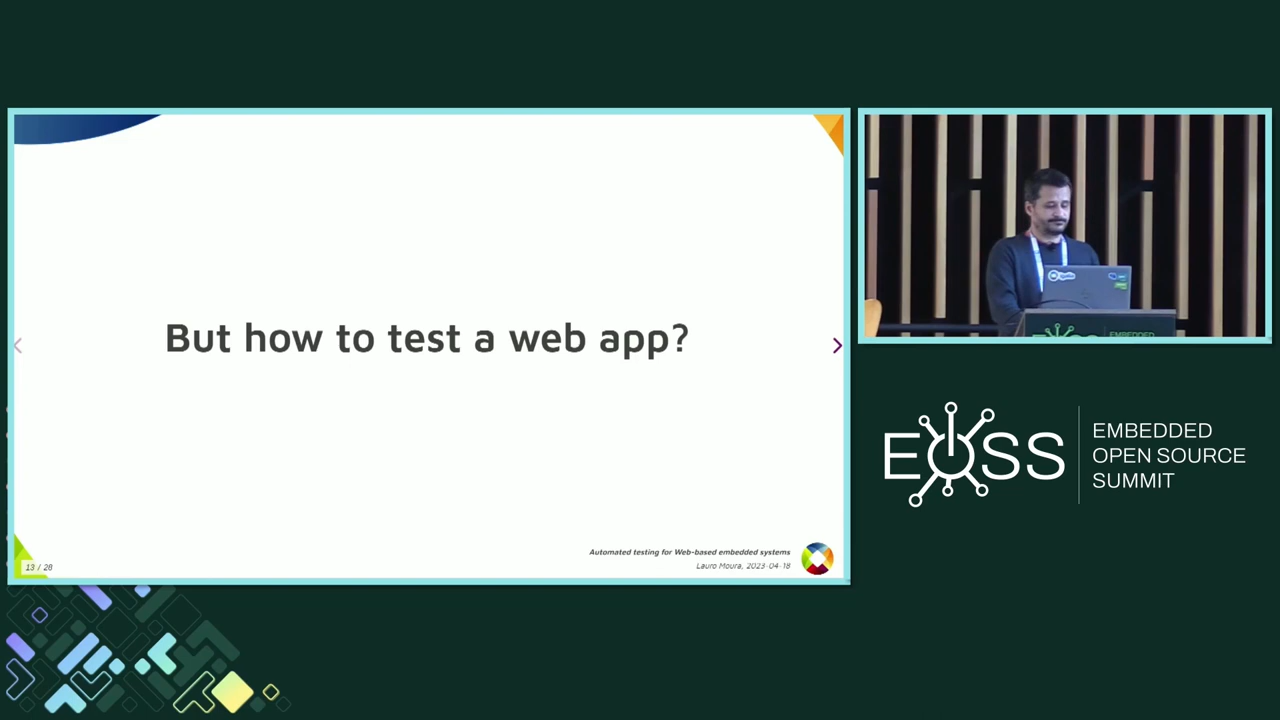 But how to test a web app?
Automated testing for Web-based embedded systems
Lauro Moura, 2023-04-18
13 / 28
EMBEDDED
EOSS
EMBEDDED
OPEN SOURCE
SUMMIT